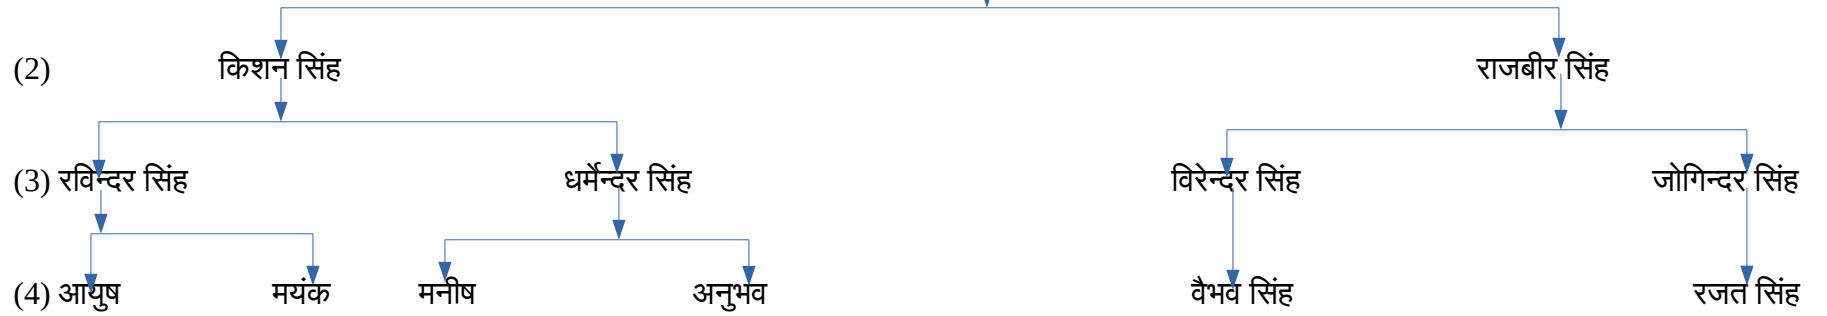 (2) किशन सिंह राजबीर सिंह
(3) रविन्दर सिंह धर्मेन्दर सिंह विरेन्दर सिंह जोगिन्दर सिंह
(4) आयुष मयंक मनीष अनुभव वैभव सिंह रजत सिंह